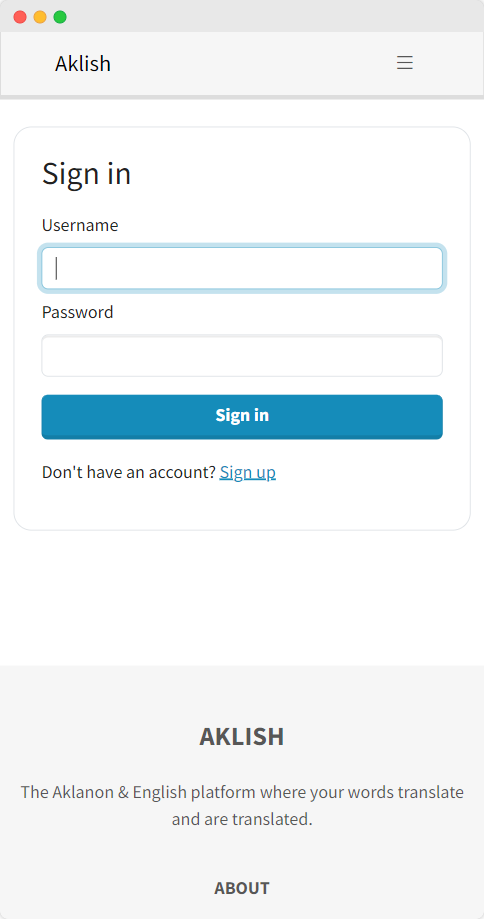 Aklish
Sign in
Username
Password
Sign in
Don't have an account? Sign up
AKLISH
The Aklanon & English platform where your words translate
and are translated.
ABOUT